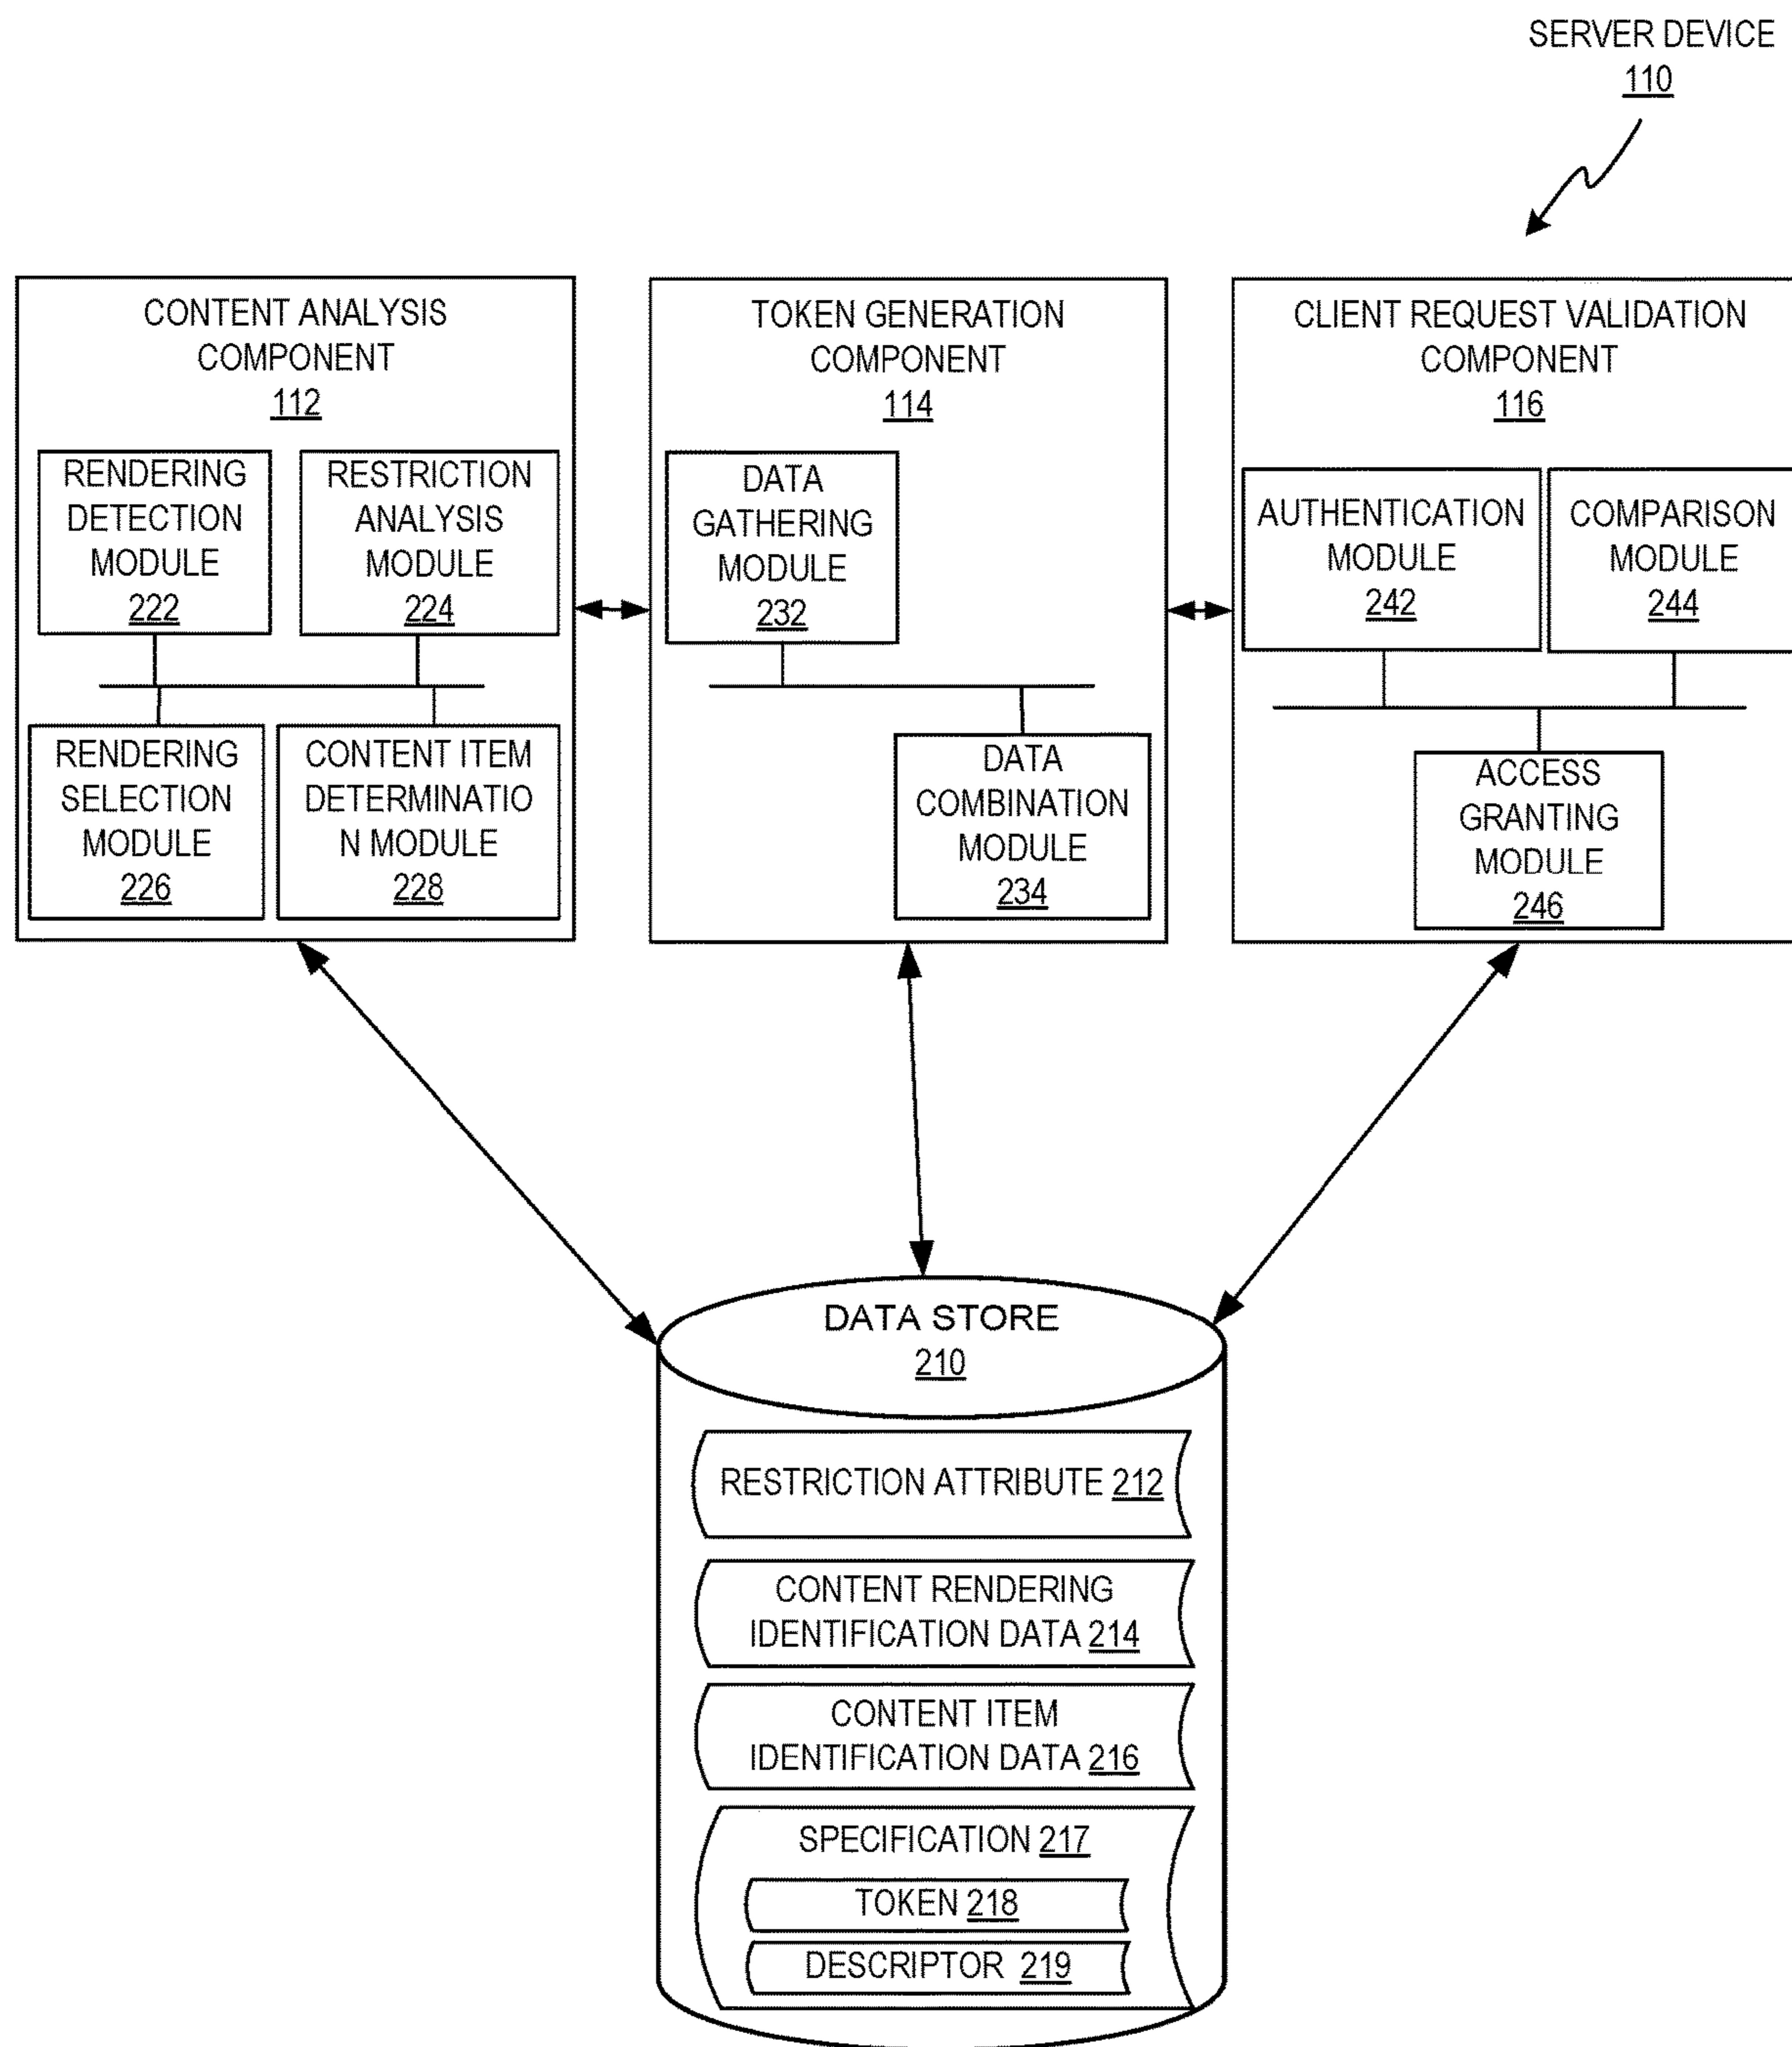 SERVER DEVICE
110
CONTENT ANALYSIS
COMPONENT
112
RENDERING
DETECTION
MODULE
222
RESTRICTION
ANALYSIS
MODULE
224
RENDERING
SELECTION
MODULE
226
CONTENT ITEM
DETERMINATIO
N MODULE
228
TOKEN GENERATION
COMPONENT
114
DATA
GATHERING
MODULE
232
DATA
COMBINATION
MODULE
234
CLIENT REQUEST VALIDATION
COMPONENT
116
AUTHENTICATION
MODULE
242
COMPARISON
MODULE
244
ACCESS
GRANTING
MODULE
246
DATA STORE
210
RESTRICTION ATTRIBUTE 212
CONTENT RENDERING
IDENTIFICATION DATA 214
CONTENT ITEM
IDENTIFICATION DATA 216
SPECIFICATION 217
TOKEN 218
DESCRIPTOR 219